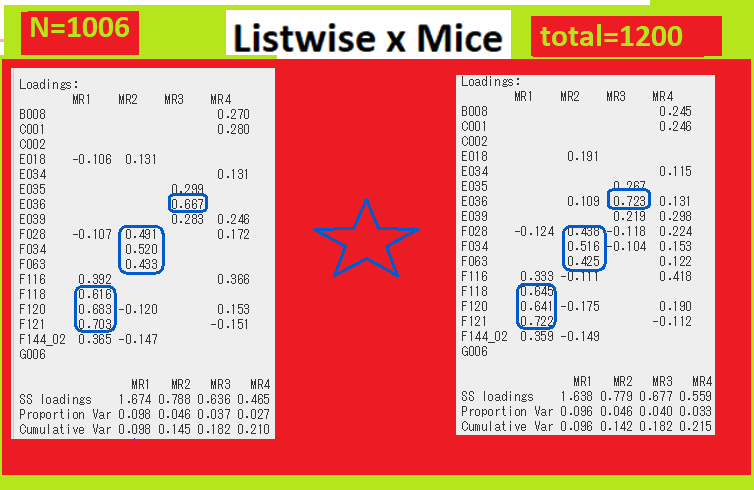 N=1006
Listwise x Mice
total=1200
Loadings:
MR1 MR2 MR3 MR4
B008 0.270
C001 0.280
C002
E018 -0.106 0.131
E034 0.131
E035 0.299
E036 0.667
E039 0.283 0.246
F028 -0.107 0.491 0.172
F034 0.520
F063 0.433
F116 0.392 0.366
F118 0.616
F120 0.683 -0.120 0.153
F121 0.703 -0.151
F144_02 0.365 -0.147
G006
MR1 MR2 MR3 MR4
SS loadings 1.674 0.788 0.636 0.465
Proportion Var 0.098 0.046 0.037 0.027
Cumulative Var 0.098 0.145 0.182 0.210
Loadings:
MR1 MR2 MR3 MR4
B008 0.245
C001 0.246
C002
E018 0.191
E034 0.115
E035 0.267
E036 0.109 0.723 0.131
E039 0.219 0.298
F028 -0.124 0.438 -0.118 0.224
F034 0.516 -0.104 0.153
F063 0.425 0.122
F116 0.333 -0.111 0.418
F118 0.645
F120 0.641 -0.175 0.190
F121 0.722 -0.112
F144_02 0.359 -0.149
G006
MR1 MR2 MR3 MR4
SS loadings 1.638 0.779 0.677 0.559
Proportion Var 0.096 0.046 0.040 0.033
Cumulative Var 0.096 0.142 0.182 0.215